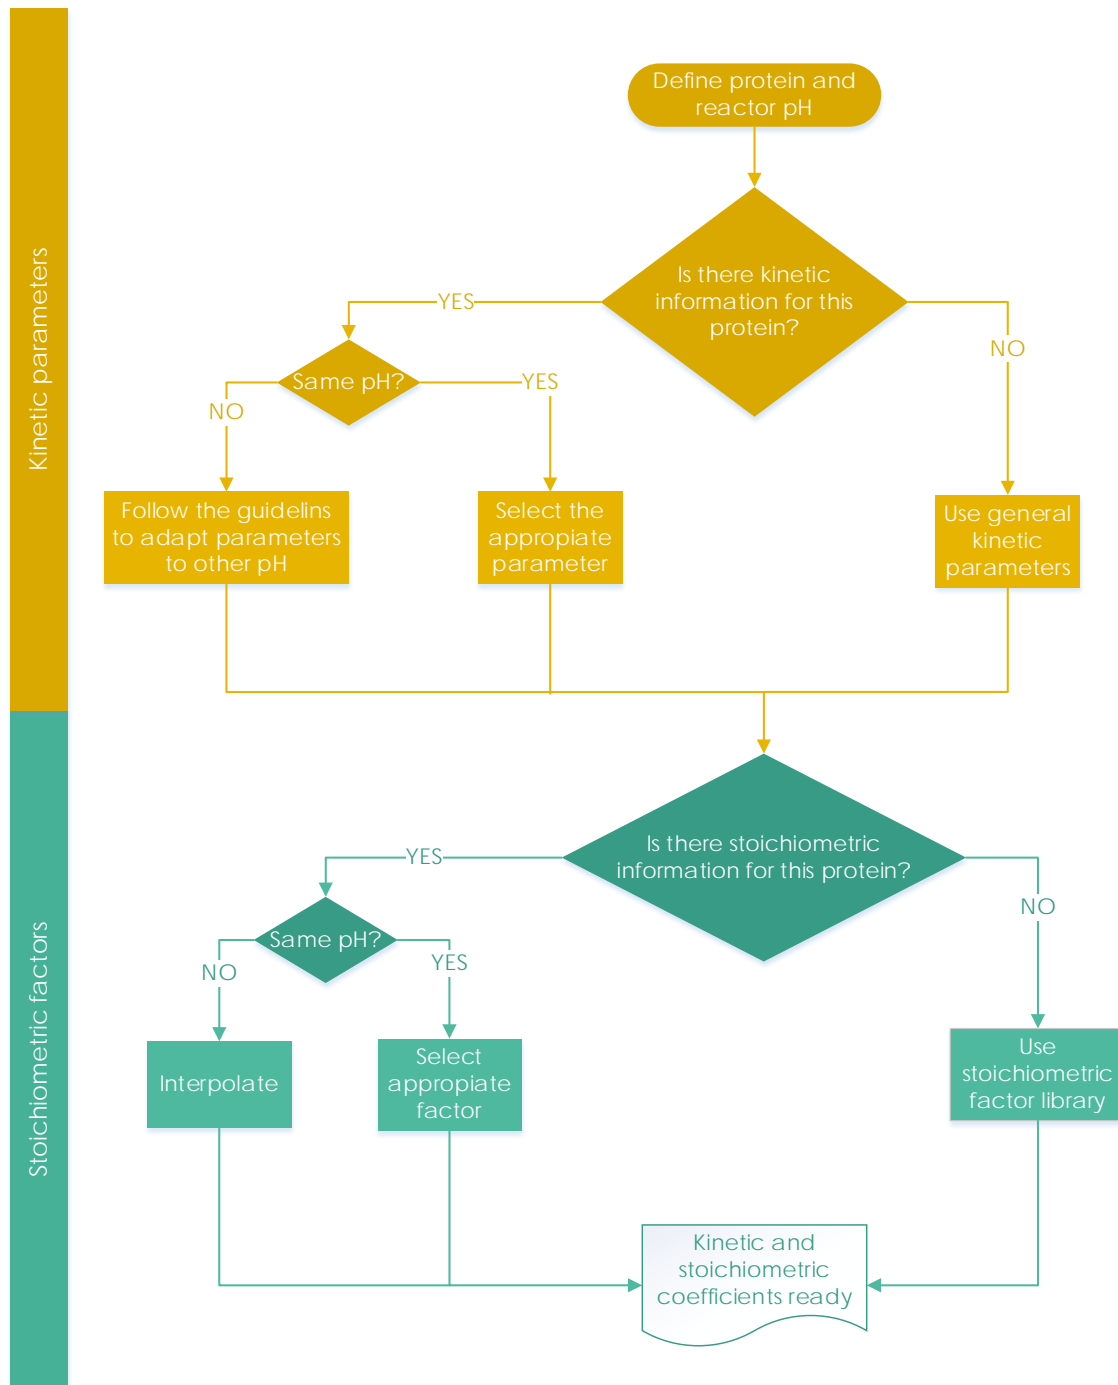 Kinetic parameters
Define protein and
reactor pH
Is there kinetic
information for this
protein?
YES
NO
Same pH?
NO
YES
Follow the guidelins
to adapt parameters
to other pH
Select the
appropiate
parameter
Use general
kinetic
parameters
Stoichiometric factors
Is there stoichiometric
information for this protein?
YES
NO
Same pH?
NO
YES
Interpolate
Select
appropiate
factor
Use
stoichiometric
factor library
Kinetic and
stoichiometric
coefficients ready